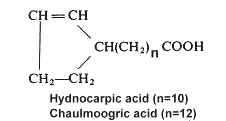 CH=CH
CH(CH₂)n COOH
CH₂—CH₂
Hydnocarpic acid (n=10)
Chaulmoogric acid (n=12)